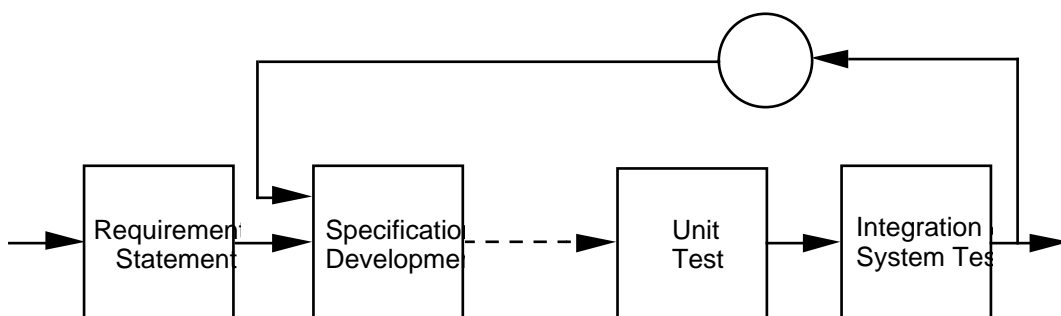 Requirement
Statement
Specificatio
Developme
Unit
Test
Integration
System Tes